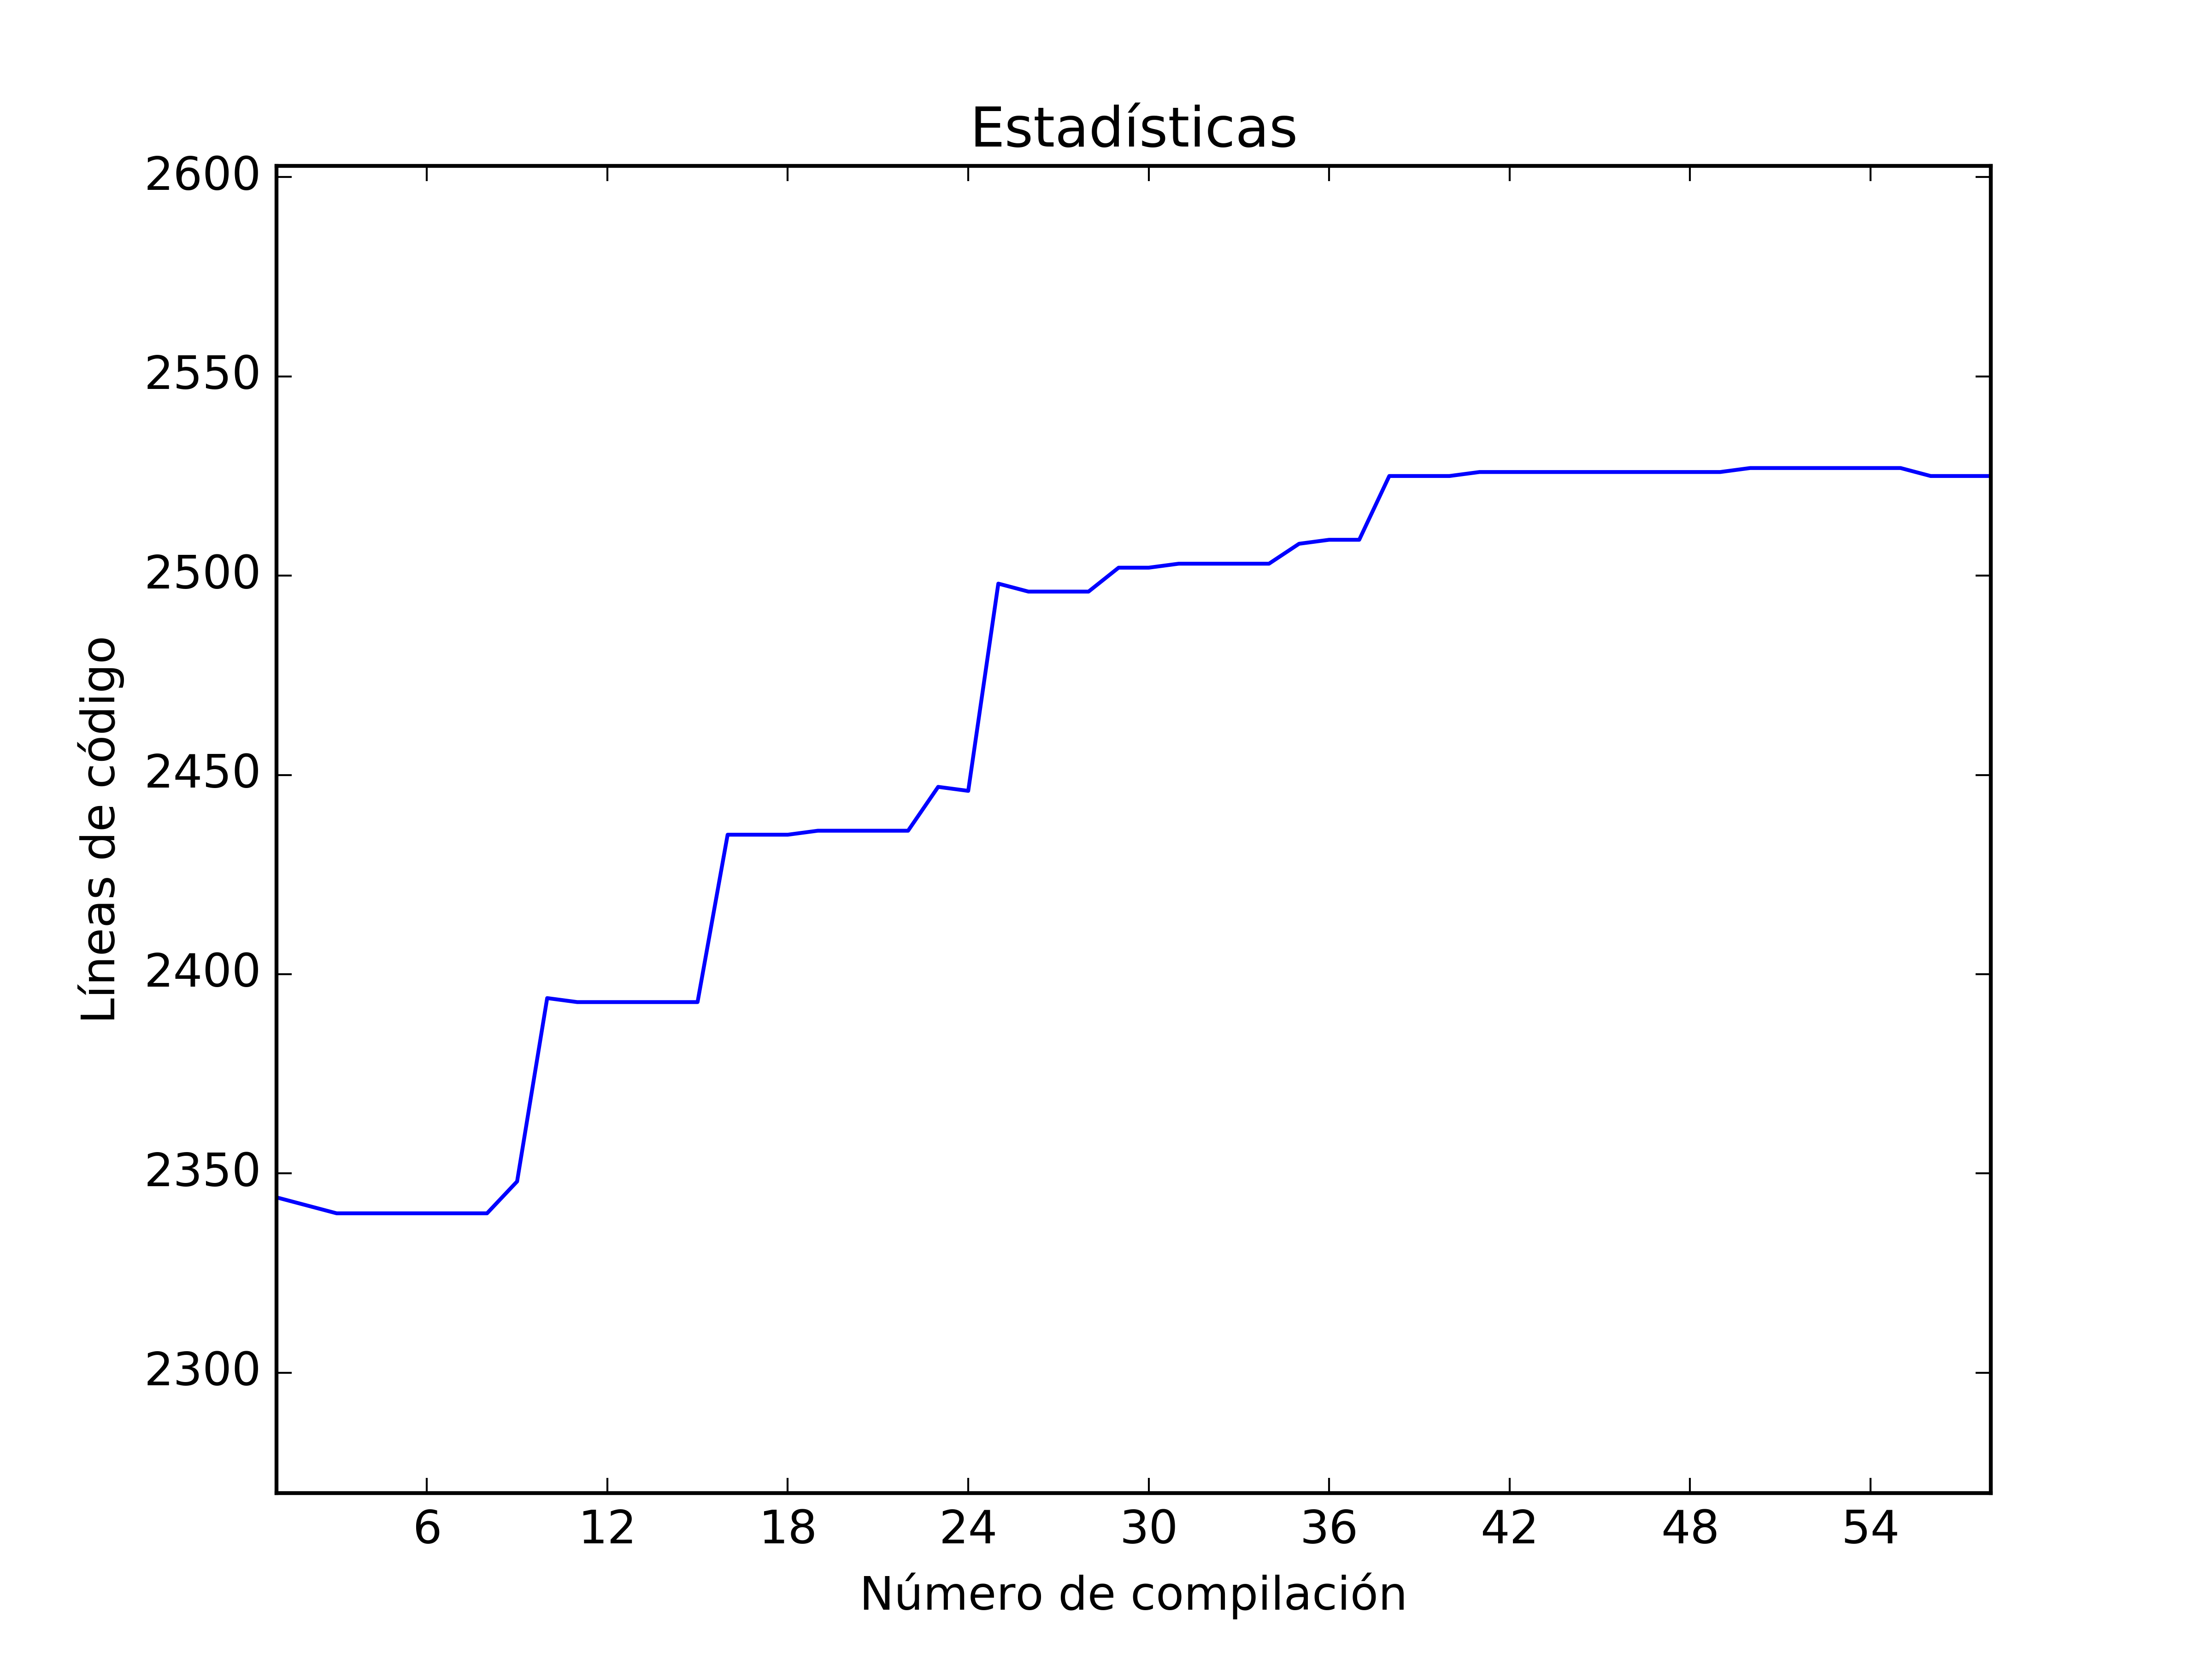 Estadísticas
2600
2550
2500
2450
2400
2350
2300
Líneas de código
6 12 18 24 30 36 42 48 54
Número de compilación